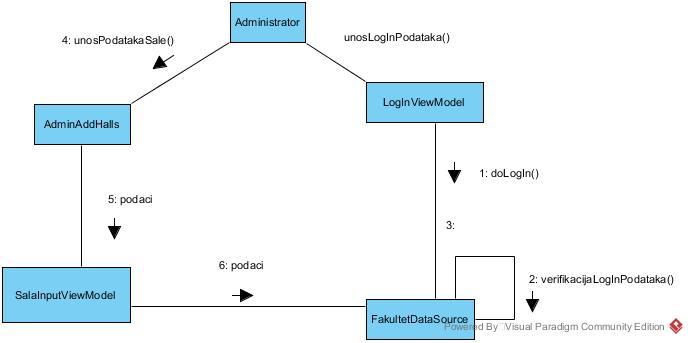 Administrator
4: unosPodatakaSale()
unosLogInPodataka()
LogInViewModel
AdminAddHalls
1: doLogIn()
5: podaci
3:
6: podaci
SalaInputViewModel
2: verifikacijaLogInPodataka()
FakultetDataSource
Powered By Visual Paradigm Community Edition